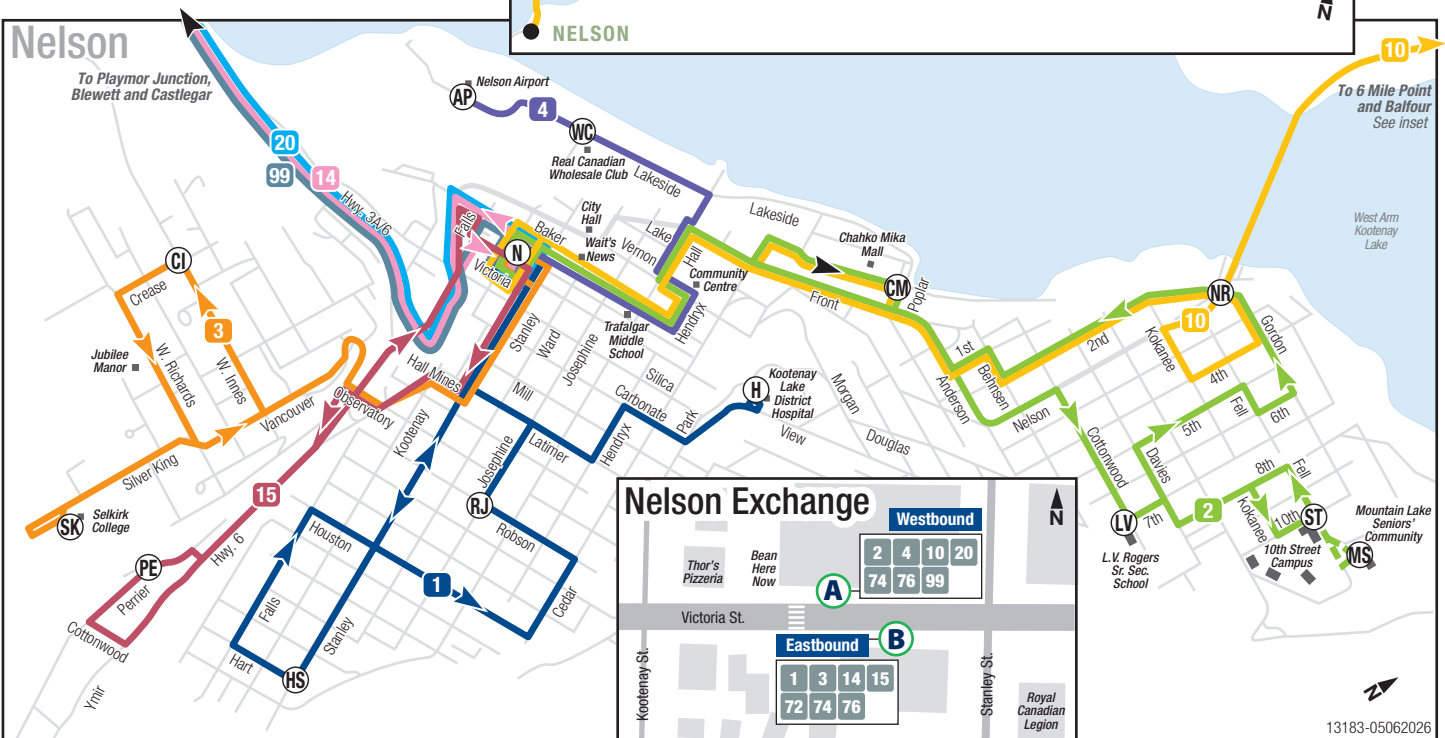 N
NELSON
Nelson
To Playmor Junction,
Blewett and Castlegar
20
99
14
Hwy. 3A/6
AP
Nelson Airport
4
WC
Real Canadian
Wholesale Club
Lakeside
10
To 6 Mile Point
and Balfour
See inset
West Arm
Kootenay
Lake
City
Hall
Wait's
News
Falls
N
Baker
Victoria
Vernon
Lake
Lakeside
Hall
Community
Centre
Chahko Mika
Mall
CM
Poplar
Front
NR
10
Kokanee
Gordon
4th
2nd
1st
Behnsen
Anderson
Nelson
CI
Crease
3
W. Richards
W. Innes
Jubilee
Manor
Vancouver
Silver King
SK
Selkirk
College
Observatory
Hall Mines
Kootenay
Stanley
Ward
Josephine
Trafalgar
Middle
School
Hendryx
Silica
Mill
Carbonate
Park
H
Kootenay
Lake
District
Hospital
View
Morgan
Douglas
Latimer
Hendryx
Josephine
RJ
Robson
Cedar
15
Hwy. 6
PE
Perrier
Cottonwood
Ymir
Houston
1
Falls
Hart
HS
Stanley
Cottonwood
Davies
5th
Fell
6th
LV
7th
L.V. Rogers
Sr. Sec.
School
2
8th
Fell
Kokanee
10th
ST
10th Street
Campus
MS
Mountain Lake
Seniors'
Community
Nelson Exchange
N
Westbound
2 4 10 20
74 76 99
Thor's
Pizzeria
Bean
Here
Now
A
Victoria St.
B
Eastbound
1 3 14 15
72 74 76
Kootenay St.
Stanley St.
Royal
Canadian
Legion
N
13183-05062026